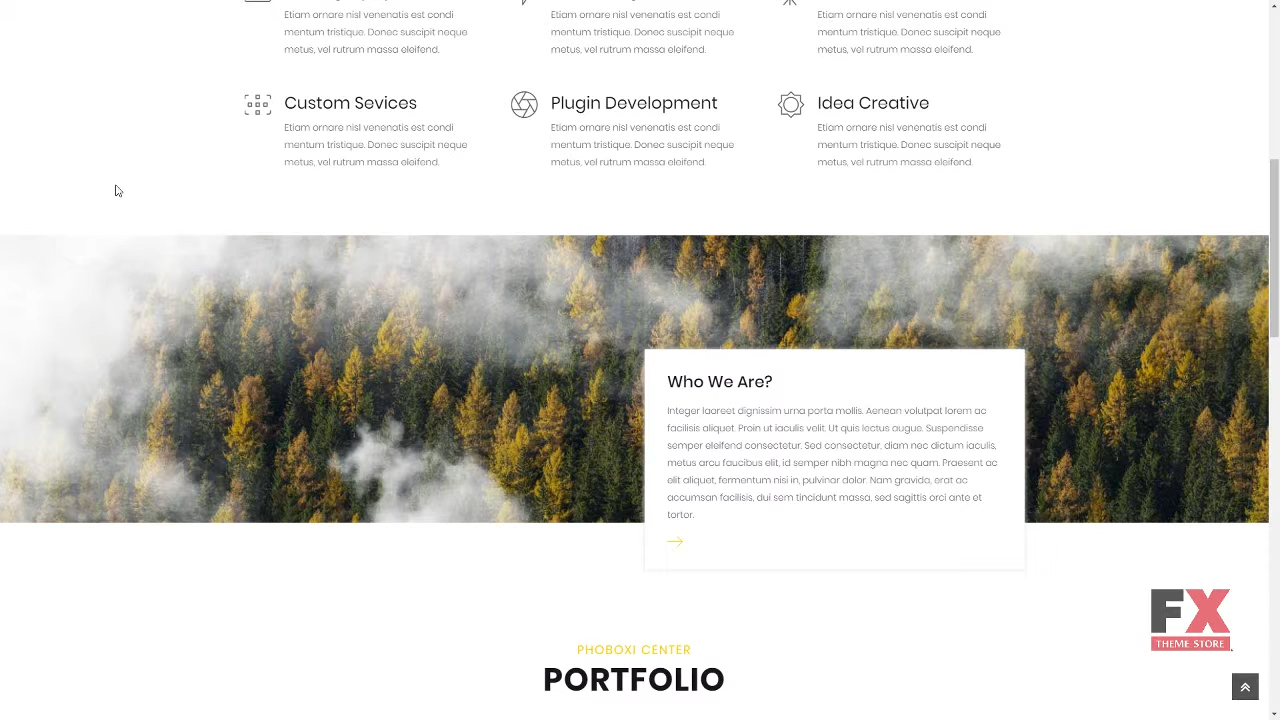 Etiam ornare nisl venenatis est condi
mentum tristique. Donec suscipit neque
metus, vel rutrum massa eleifend.
Etiam ornare nisl venenatis est condi
mentum tristique. Donec suscipit neque
metus, vel rutrum massa eleifend.
Etiam ornare nisl venenatis est condi
mentum tristique. Donec suscipit neque
metus, vel rutrum massa eleifend.
Custom Sevices
Etiam ornare nisl venenatis est condi
mentum tristique. Donec suscipit neque
metus, vel rutrum massa eleifend.
Plugin Development
Etiam ornare nisl venenatis est condi
mentum tristique. Donec suscipit neque
metus, vel rutrum massa eleifend.
Idea Creative
Etiam ornare nisl venenatis est condi
mentum tristique. Donec suscipit neque
metus, vel rutrum massa eleifend.
Who We Are?
Integer laoreet dignissim urna porta mollis. Aenean volutpat lorem ac
facilisis aliquet. Proin ut iaculis velit. Ut quis lectus augue. Suspendisse
semper eleifend consectetur. Sed consectetur, diam nec dictum iaculis,
metus arcu faucibus elit, id semper nibh magna nec quam. Praesent ac
elit aliquet, fermentum nisi in, pulvinar dolor. Nam gravida, erat ac
accumsan facilisis, dui sem tincidunt massa, sed sagittis orci ante et
tortor.
FX
THEME STORE
PHOBOXI CENTER
PORTFOLIO